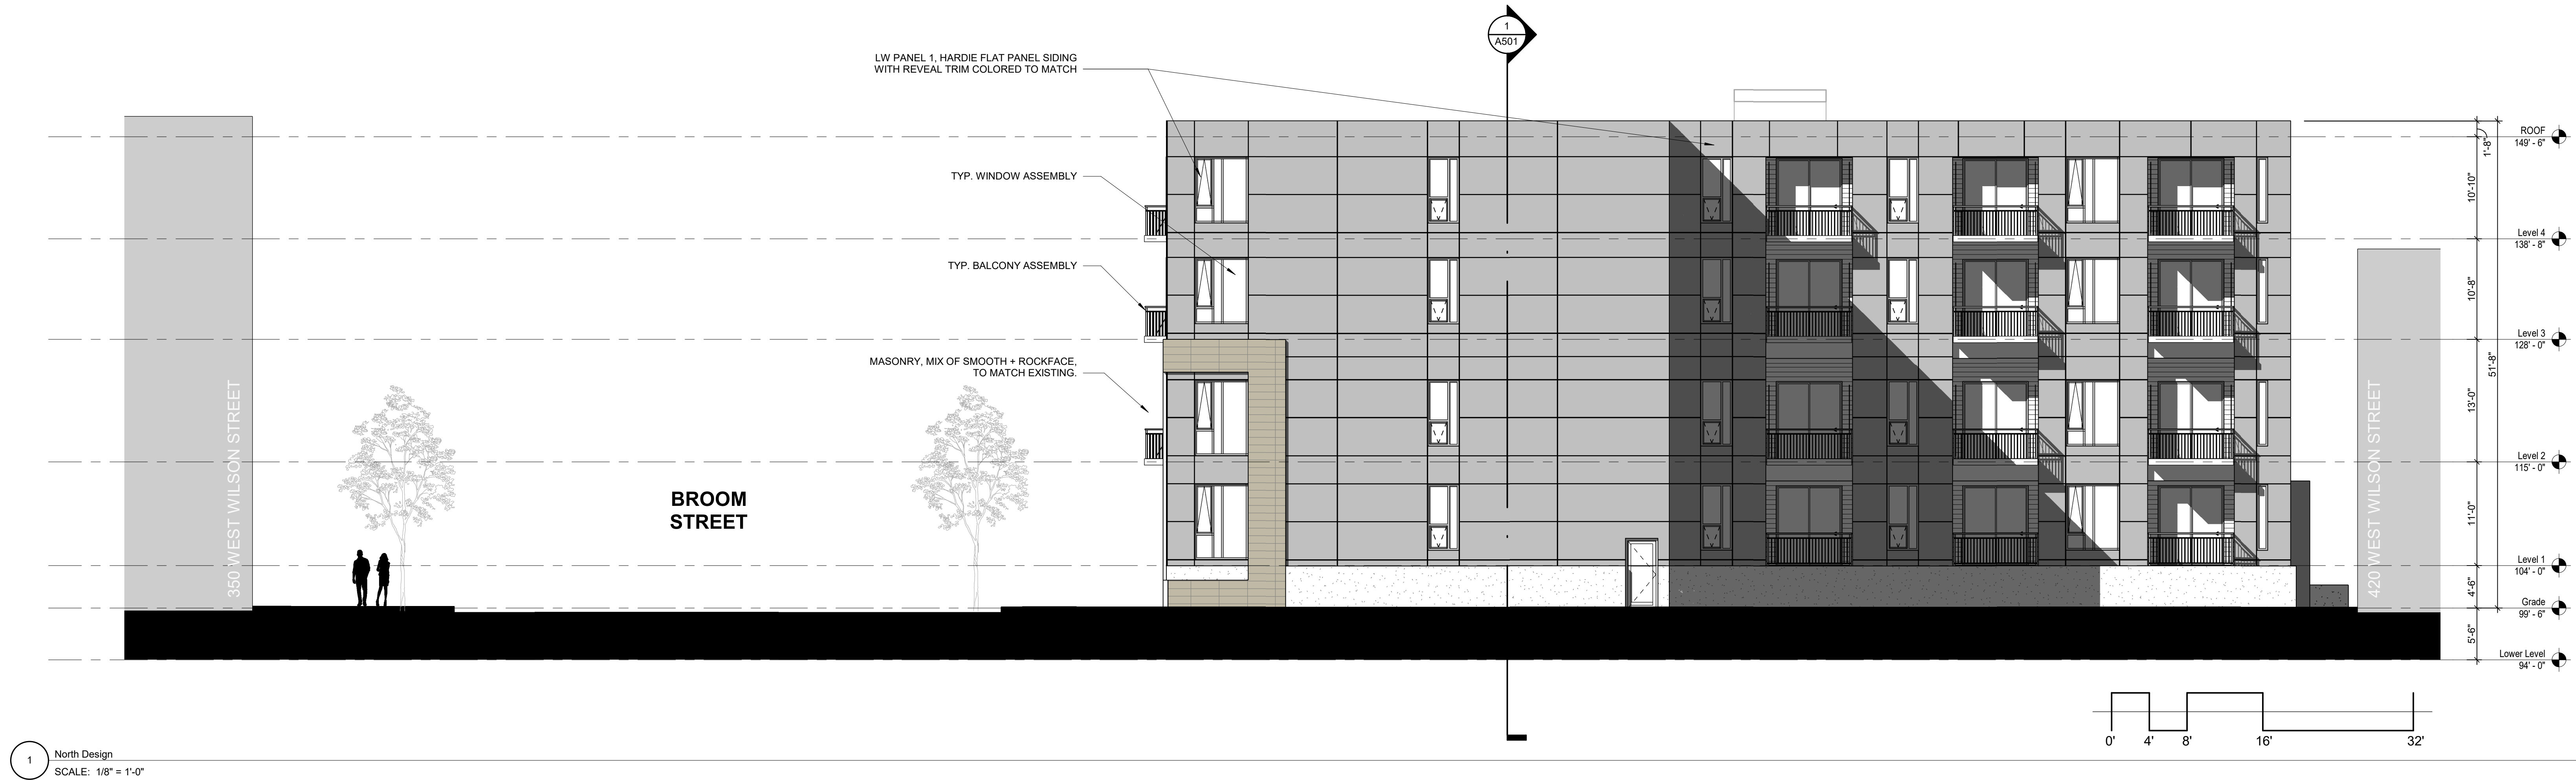 1
A501
LW PANEL 1, HARDIE FLAT PANEL SIDING
WITH REVEAL TRIM COLORED TO MATCH
TYP. WINDOW ASSEMBLY
TYP. BALCONY ASSEMBLY
MASONRY, MIX OF SMOOTH + ROCKFACE,
TO MATCH EXISTING.
350 WEST WILSON STREET
BROOM
STREET
420 WEST WILSON STREET
ROOF
149' - 6"
1'-8"
10'-10"
Level 4
138' - 8"
10'-8"
Level 3
128' - 0"
51'-8"
13'-0"
Level 2
115' - 0"
11'-0"
Level 1
104' - 0"
4'-6"
Grade
99' - 6"
5'-6"
Lower Level
94' - 0"
0' 4' 8' 16' 32'
1
North Design
SCALE: 1/8" = 1'-0"